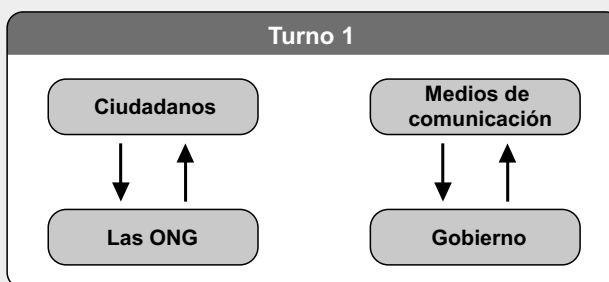 Turno 1
Ciudadanos
Medios de
comunicación
Las ONG
Gobierno